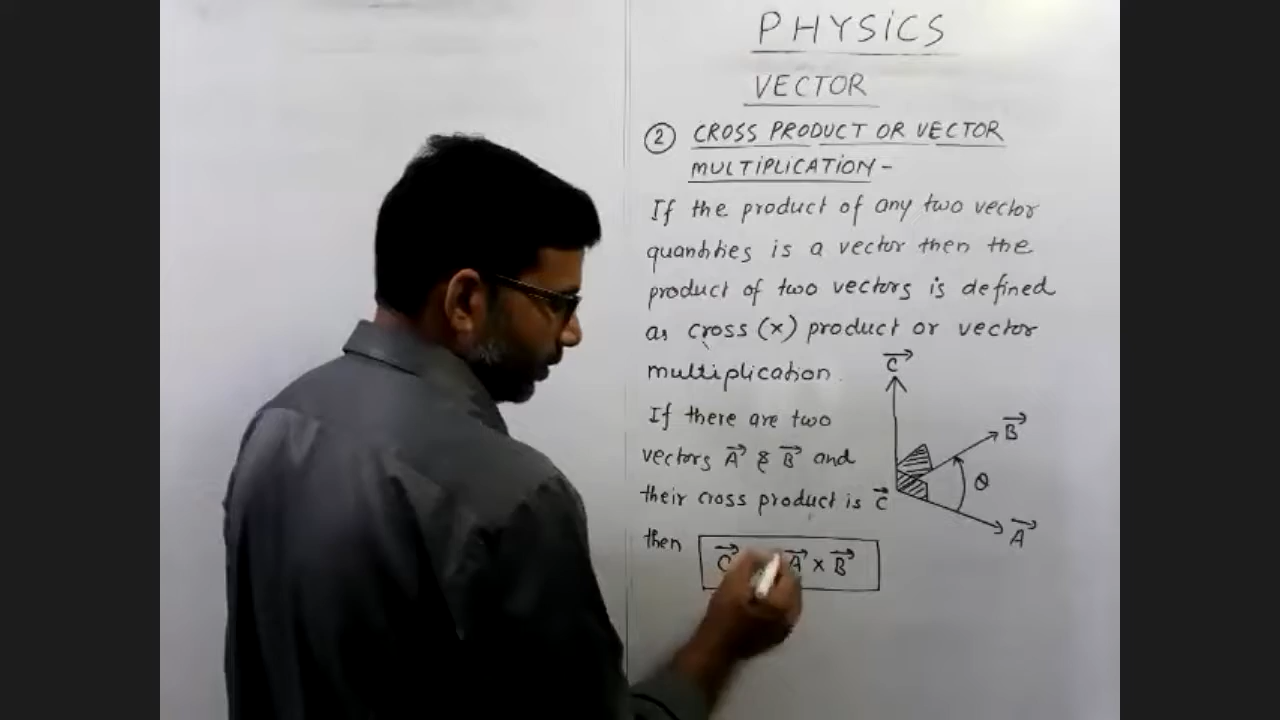 PHYSICS
VECTOR
② CROSS PRODUCT OR VECTOR
MULTIPLICATION -
If the product of any two vector
quantities is a vector then the
product of two vectors is defined
as cross (×) product or vector
multiplication.
If there are two
vectors A⃗ & B⃗ and
their cross product is C⃗
then C⃗ A⃗ × B⃗
C⃗
B⃗
θ
A⃗